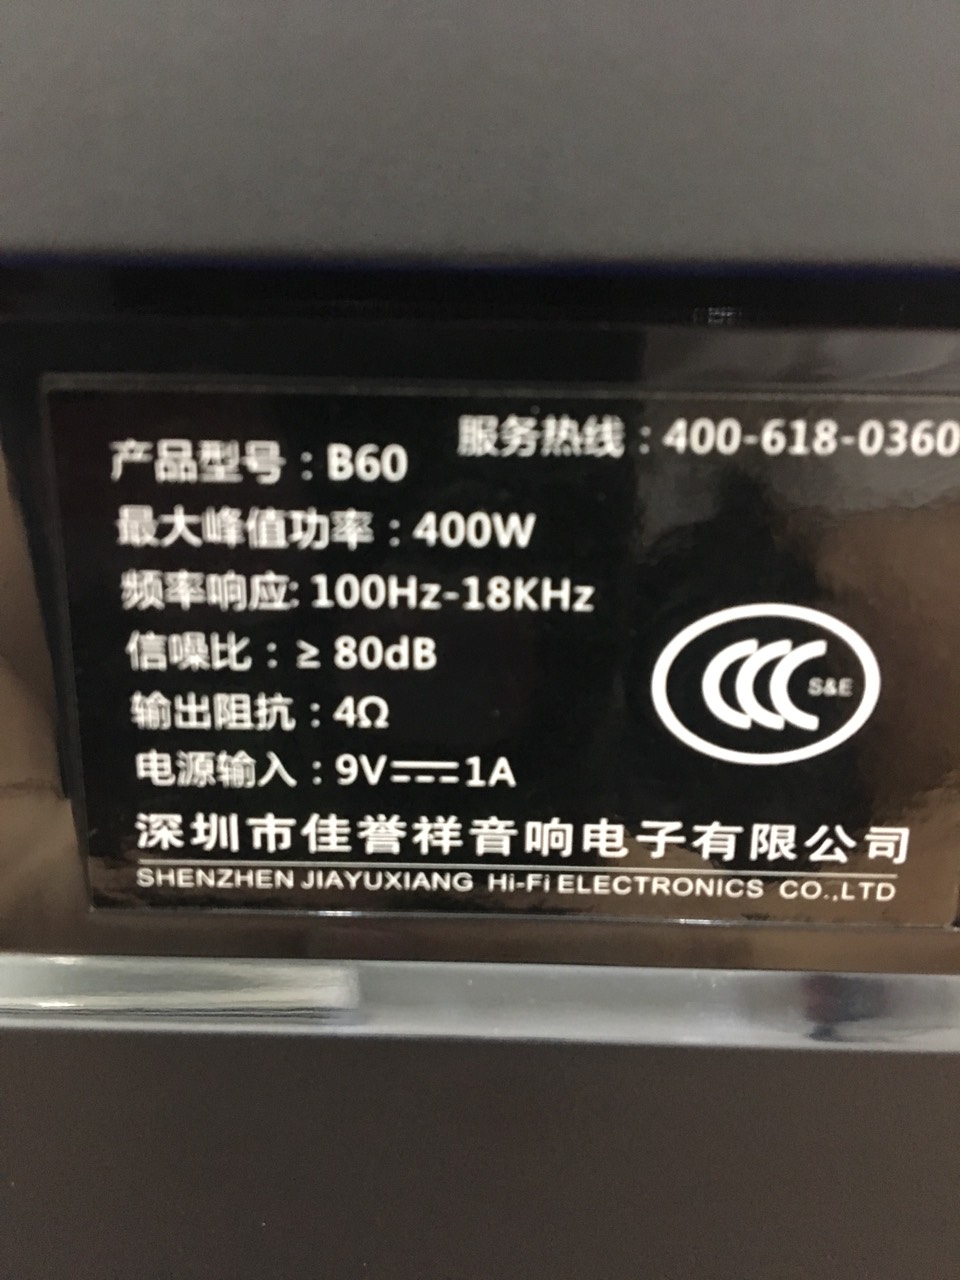 服务热线：400-618-0360
产品型号：B60
最大峰值功率：400W
频率响应: 100Hz-18KHz
信噪比：≥ 80dB
输出阻抗：4Ω
电源输入：9V⎓1A
CCC S&E
深圳市佳誉祥音响电子有限公司
SHENZHEN JIAYUXIANG Hi-Fi ELECTRONICS CO.,LTD